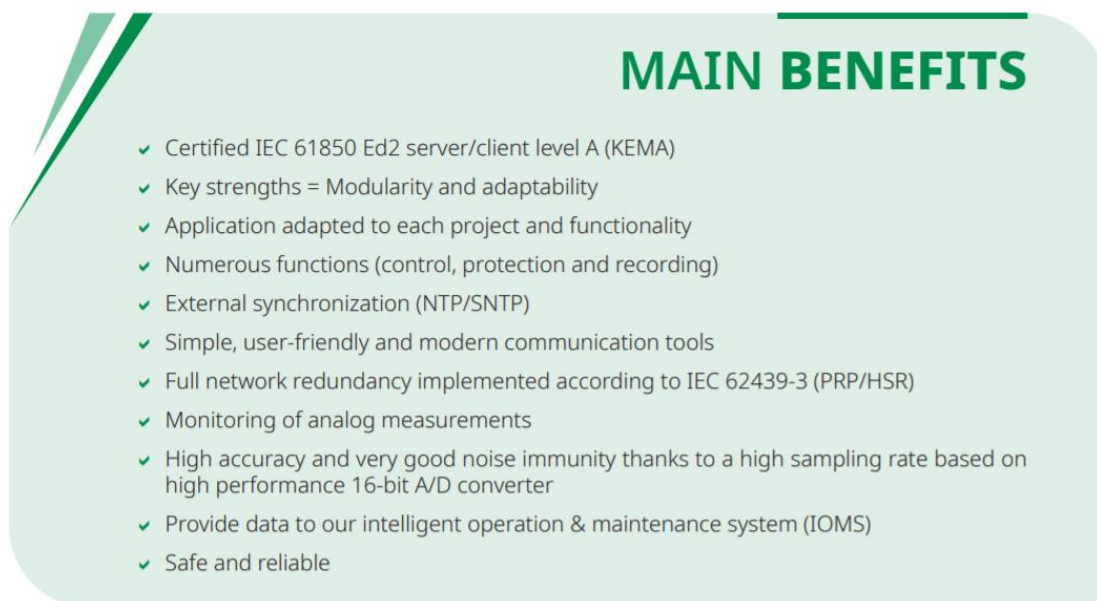 MAIN BENEFITS
Certified IEC 61850 Ed2 server/client level A (KEMA)
Key strengths = Modularity and adaptability
Application adapted to each project and functionality
Numerous functions (control, protection and recording)
External synchronization (NTP/SNTP)
Simple, user-friendly and modern communication tools
Full network redundancy implemented according to IEC 62439-3 (PRP/HSR)
Monitoring of analog measurements
High accuracy and very good noise immunity thanks to a high sampling rate based on
high performance 16-bit A/D converter
Provide data to our intelligent operation & maintenance system (IOMS)
Safe and reliable